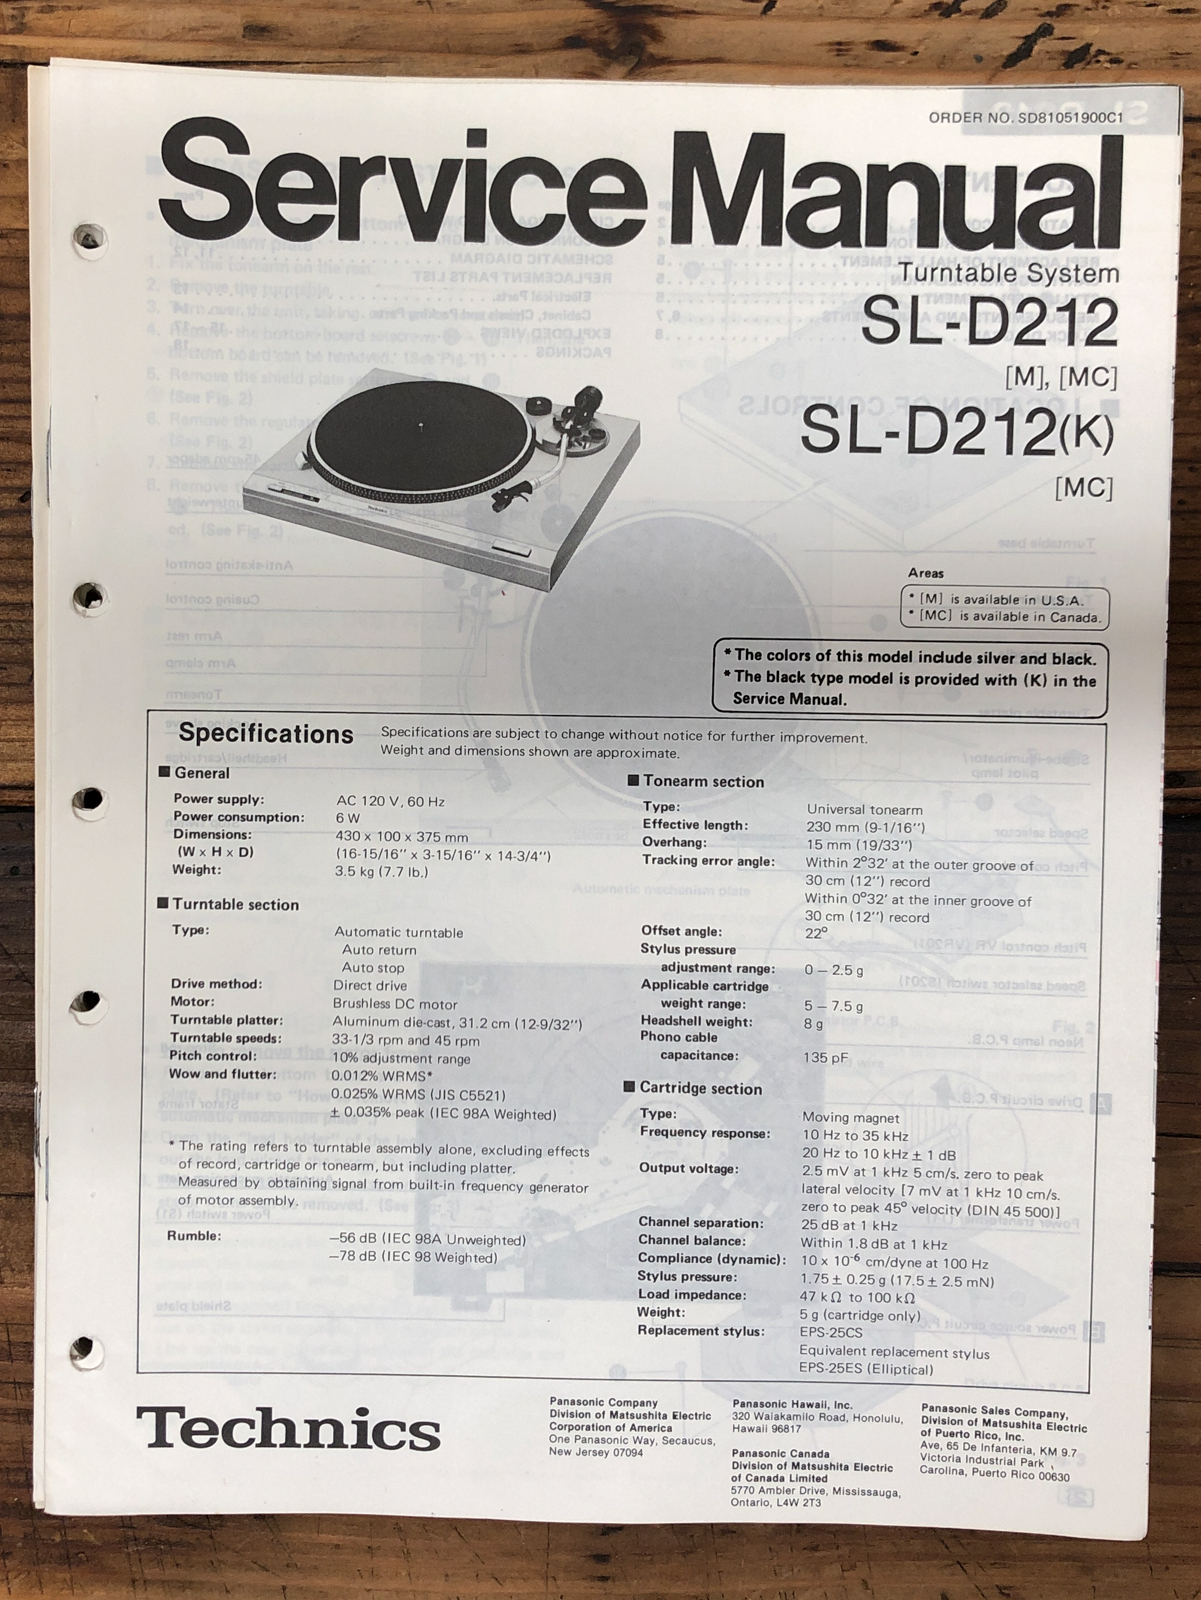 ORDER NO. SD81051900C1
Service Manual
Turntable System
SL-D212
[M], [MC]
SL-D212(K)
[MC]
Technics
Areas
* [M] is available in U.S.A.
* [MC] is available in Canada.
* The colors of this model include silver and black.
* The black type model is provided with (K) in the
Service Manual.
Specifications
Specifications are subject to change without notice for further improvement.
Weight and dimensions shown are approximate.
■ General
Power supply: AC 120 V, 60 Hz
Power consumption: 6 W
Dimensions: 430 x 100 x 375 mm
(W x H x D) (16-15/16" x 3-15/16" x 14-3/4")
Weight: 3.5 kg (7.7 lb.)
■ Turntable section
Type: Automatic turntable
Auto return
Auto stop
Drive method: Direct drive
Motor: Brushless DC motor
Turntable platter: Aluminum die-cast, 31.2 cm (12-9/32")
Turntable speeds: 33-1/3 rpm and 45 rpm
Pitch control: 10% adjustment range
Wow and flutter: 0.012% WRMS*
0.025% WRMS (JIS C5521)
± 0.035% peak (IEC 98A Weighted)
* The rating refers to turntable assembly alone, excluding effects
of record, cartridge or tonearm, but including platter.
Measured by obtaining signal from built-in frequency generator
of motor assembly.
Rumble: –56 dB (IEC 98A Unweighted)
–78 dB (IEC 98 Weighted)
■ Tonearm section
Type: Universal tonearm
Effective length: 230 mm (9-1/16")
Overhang: 15 mm (19/33")
Tracking error angle: Within 2°32' at the outer groove of
30 cm (12") record
Within 0°32' at the inner groove of
30 cm (12") record
Offset angle: 22°
Stylus pressure
adjustment range: 0 – 2.5 g
Applicable cartridge
weight range: 5 – 7.5 g
Headshell weight: 8 g
Phono cable
capacitance: 135 pF
■ Cartridge section
Type: Moving magnet
Frequency response: 10 Hz to 35 kHz
20 Hz to 10 kHz ± 1 dB
Output voltage: 2.5 mV at 1 kHz 5 cm/s. zero to peak
lateral velocity [7 mV at 1 kHz 10 cm/s.
zero to peak 45° velocity (DIN 45 500)]
Channel separation: 25 dB at 1 kHz
Channel balance: Within 1.8 dB at 1 kHz
Compliance (dynamic): 10 x 10⁻⁶ cm/dyne at 100 Hz
Stylus pressure: 1.75 ± 0.25 g (17.5 ± 2.5 mN)
Load impedance: 47 kΩ to 100 kΩ
Weight: 5 g (cartridge only)
Replacement stylus: EPS-25CS
Equivalent replacement stylus
EPS-25ES (Elliptical)
Technics
Panasonic Company
Division of Matsushita Electric
Corporation of America
One Panasonic Way, Secaucus,
New Jersey 07094
Panasonic Hawaii, Inc.
320 Waiakamilo Road, Honolulu,
Hawaii 96817
Panasonic Canada
Division of Matsushita Electric
of Canada Limited
5770 Ambler Drive, Mississauga,
Ontario, L4W 2T3
Panasonic Sales Company,
Division of Matsushita Electric
of Puerto Rico, Inc.
Ave, 65 De Infanteria, KM 9.7
Victoria Industrial Park
Carolina, Puerto Rico 00630